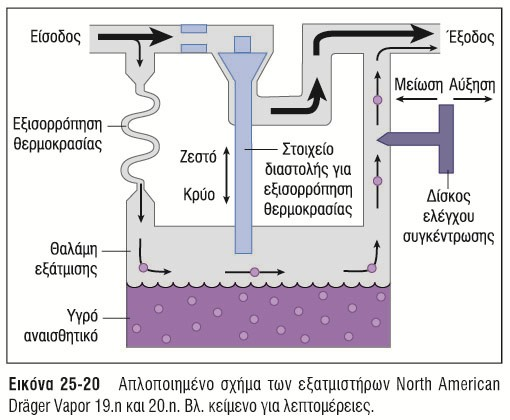 Είσοδος
Έξοδος
Μείωση Αύξηση
Εξισορρόπηση
θερμοκρασίας
Ζεστό
Κρύο
Στοιχείο
διαστολής για
εξισορρόπηση
θερμοκρασίας
Δίσκος
ελέγχου
συγκέντρωσης
Θαλάμη
εξάτμισης
Υγρό
αναισθητικό
Εικόνα 25-20 Απλοποιημένο σχήμα των εξατμιστήρων North American
Dräger Vapor 19.n και 20.n. Βλ. κείμενο για λεπτομέρειες.